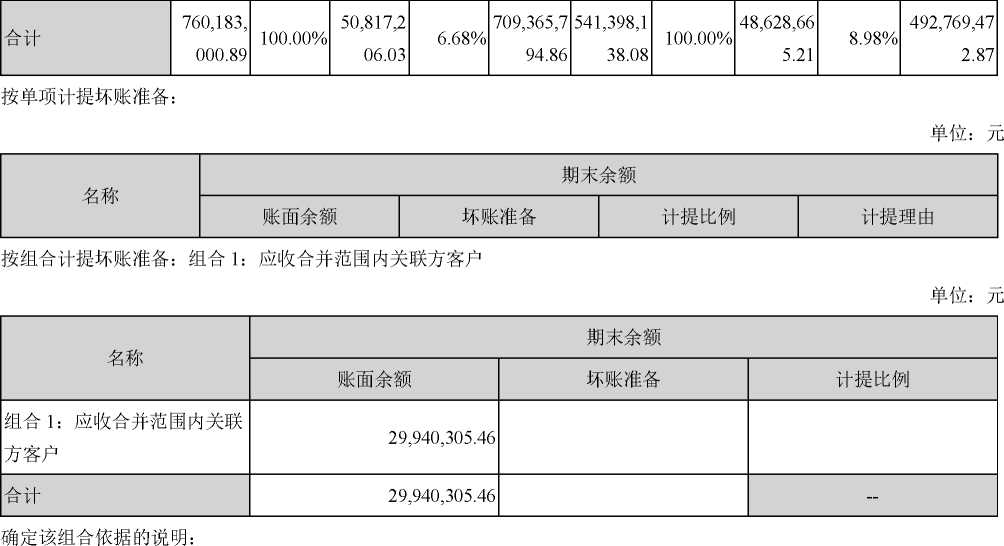 合计 760,183, 100.00% 50,817,2 6.68% 709,365,7 541,398,1 100.00% 48,628,66 8.98% 492,769,47
000.89 06.03 94.86 38.08 5.21 2.87
按单项计提坏账准备：
单位：元
名称 期末余额
账面余额 坏账准备 计提比例 计提理由
按组合计提坏账准备：组合 1：应收合并范围内关联方客户
单位：元
名称 期末余额
账面余额 坏账准备 计提比例
组合 1：应收合并范围内关联
方客户 29,940,305.46
合计 29,940,305.46 --
确定该组合依据的说明：